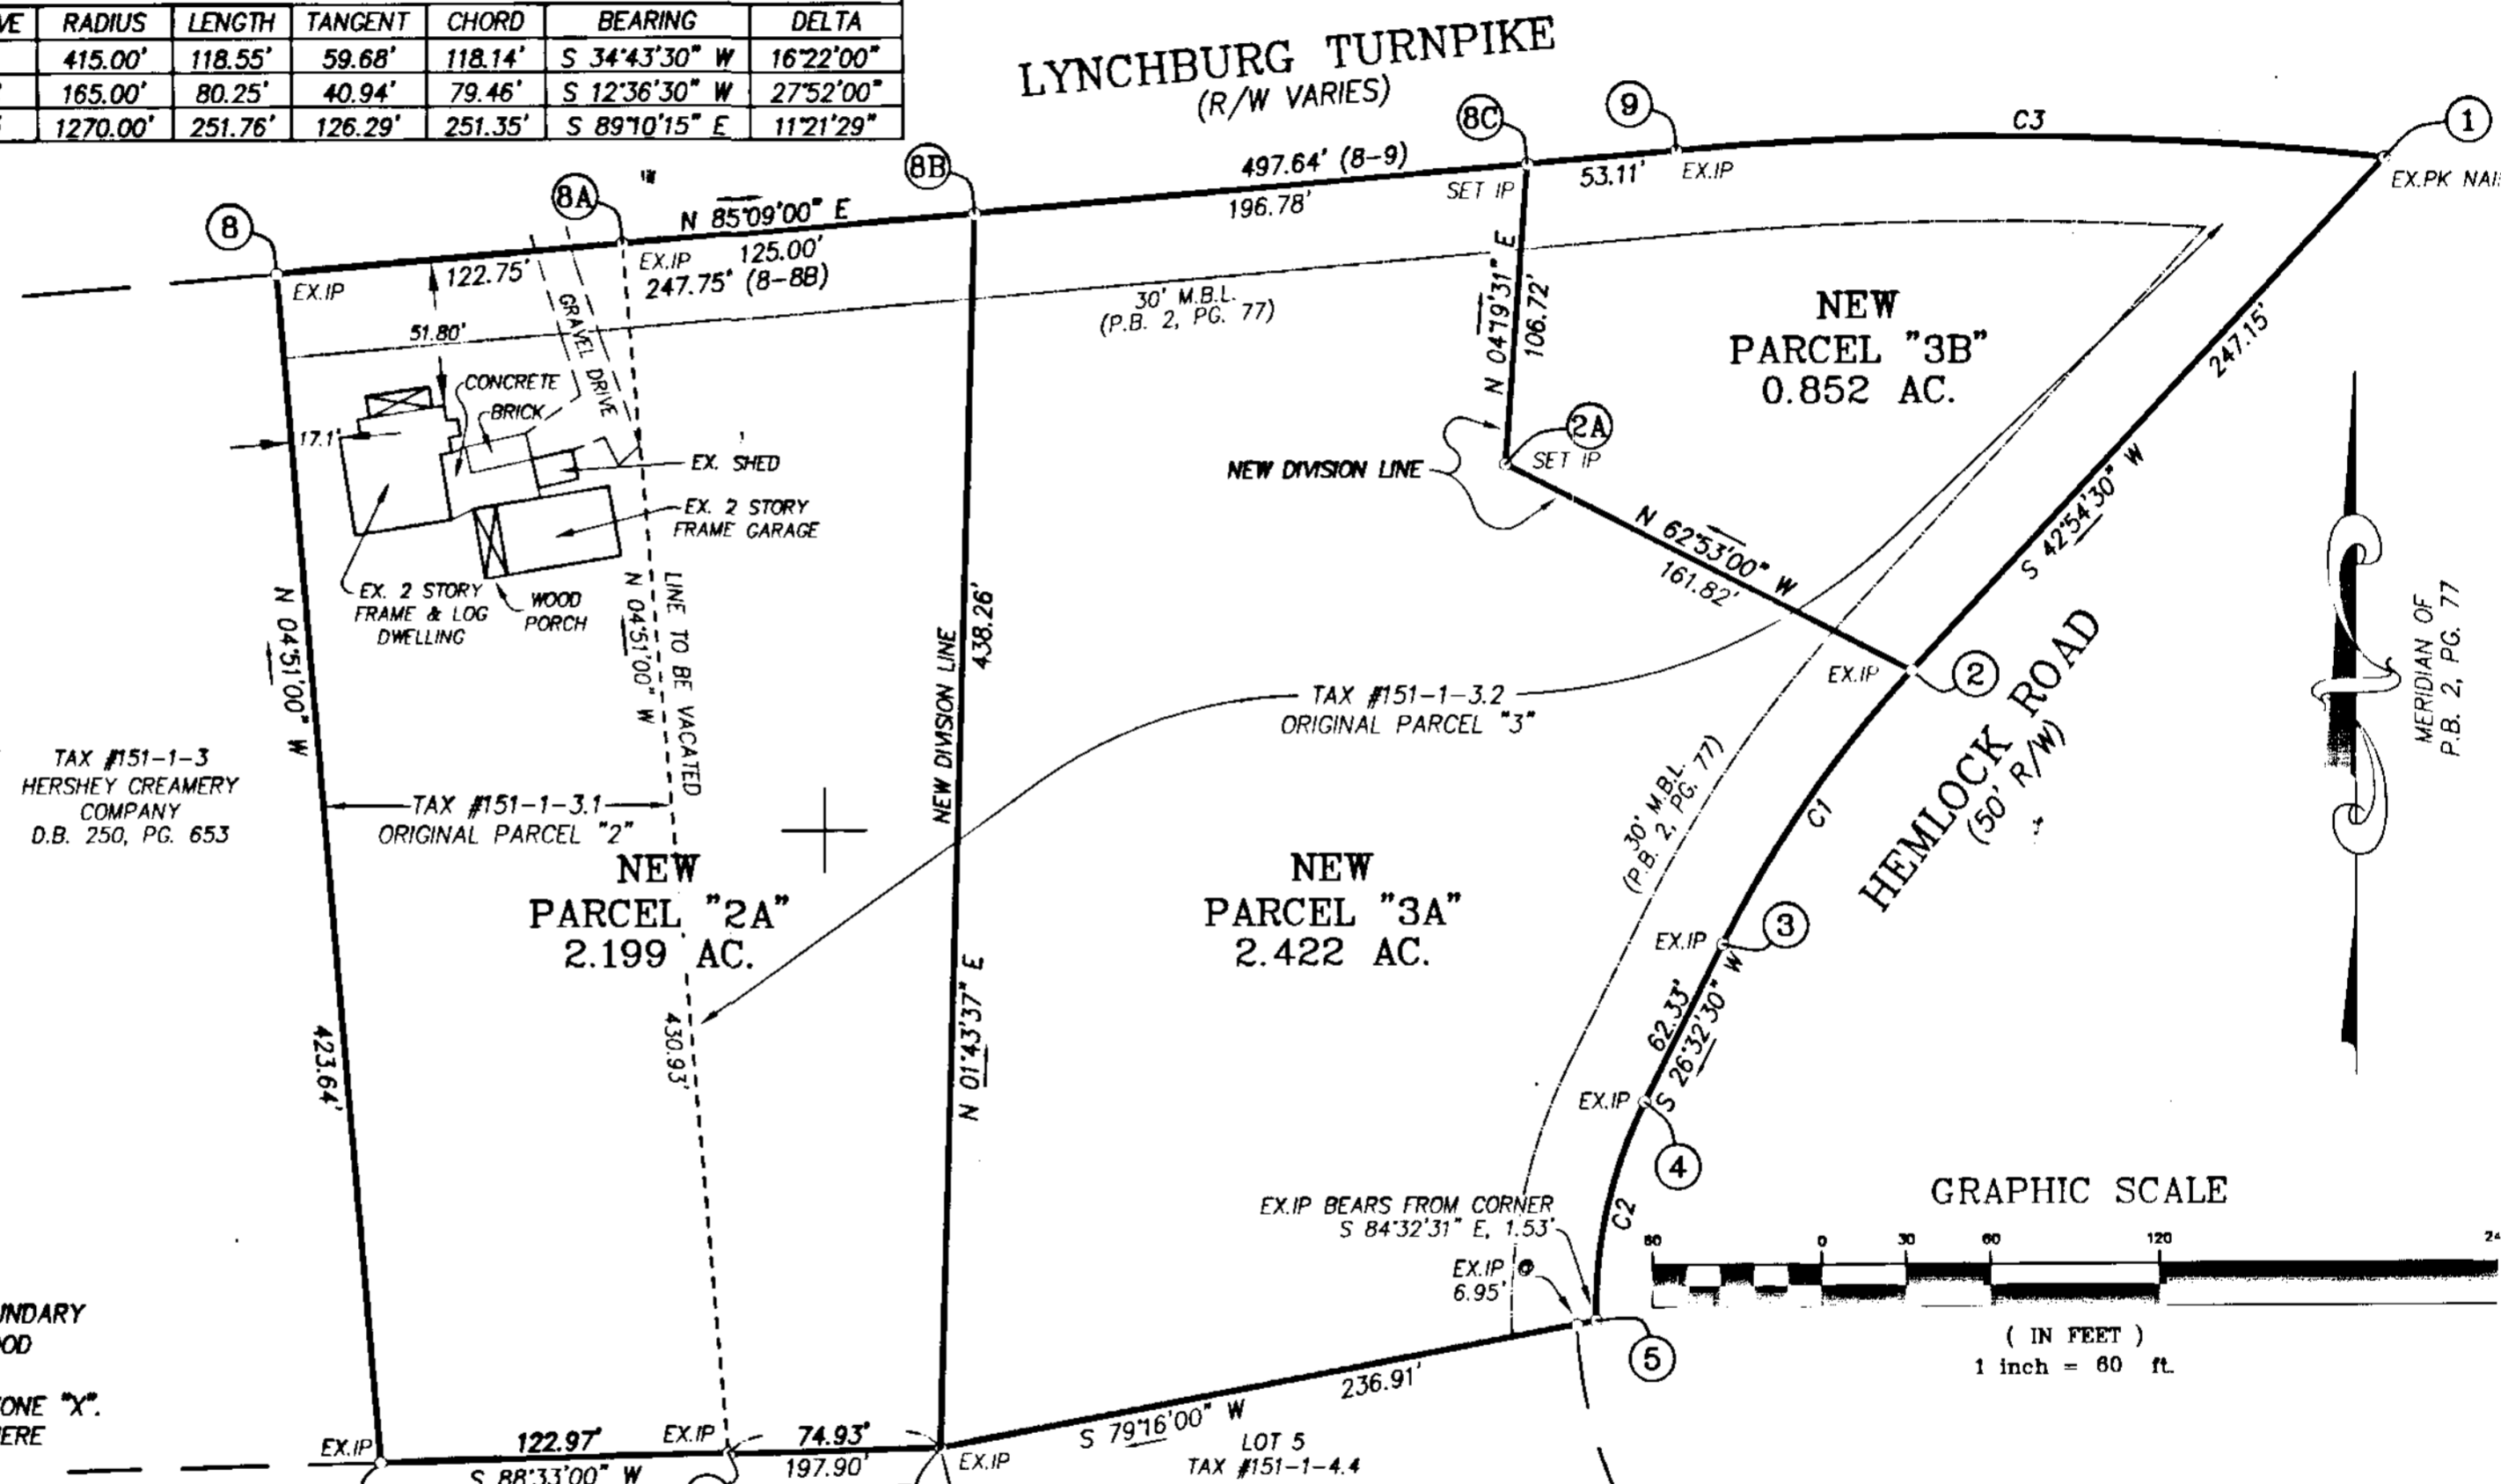 RADIUS LENGTH TANGENT CHORD BEARING DELTA
415.00' 118.55' 59.68' 118.14' S 34°43'30" W 16°22'00"
165.00' 80.25' 40.94' 79.46' S 12°36'30" W 27°52'00"
1270.00' 251.76' 126.29' 251.35' S 89°10'15" E 11°21'29"
LYNCHBURG TURNPIKE
(R/W VARIES)
8
8A
8B
8C
9
C3
1
N 85°09'00" E
497.64' (8-9)
SET IP
53.11'
EX.IP
EX.PK
EX.IP
122.75'
EX.IP
125.00'
247.75' (8-8B)
196.78'
51.80'
GRAVEL DRIVE
30' M.B.L.
(P.B. 2, PG. 77)
N 04°19'31" E
106.72'
NEW
PARCEL "3B"
0.852 AC.
247.15'
S 42°54'30" W
CONCRETE
BRICK
17.1'
EX. SHED
EX. 2 STORY
FRAME GARAGE
EX. 2 STORY
FRAME & LOG
DWELLING
WOOD
PORCH
2A
SET IP
NEW DIVISION LINE
N 62°53'00" W
161.82'
EX.IP
2
HEMLOCK ROAD
(50' R/W)
MERIDIAN OF
P.B. 2, PG. 77
N 04°51'00" W
423.64'
N 04°51'00" W
LINE TO BE VACATED
430.93'
NEW DIVISION LINE
438.26'
N 01°43'37" E
TAX #151-1-3.2
ORIGINAL PARCEL "3"
TAX #151-1-3
HERSHEY CREAMERY
COMPANY
D.B. 250, PG. 653
TAX #151-1-3.1
ORIGINAL PARCEL "2"
NEW
PARCEL "2A"
2.199 AC.
NEW
PARCEL "3A"
2.422 AC.
30' M.B.L.
(P.B. 2, PG. 77)
C1
EX.IP
3
62.33'
S 26°32'30" W
EX.IP
4
C2
EX.IP BEARS FROM CORNER
S 84°32'31" E, 1.53'
EX.IP @
6.95'
5
GRAPHIC SCALE
60 0 30 60 120
( IN FEET )
1 inch = 60 ft.
ONE "X".
EX.IP
122.97'
EX.IP
74.93'
S 88°33'00" W
197.90'
EX.IP
S 79°16'00" W
236.91'
LOT 5
TAX #151-1-4.4